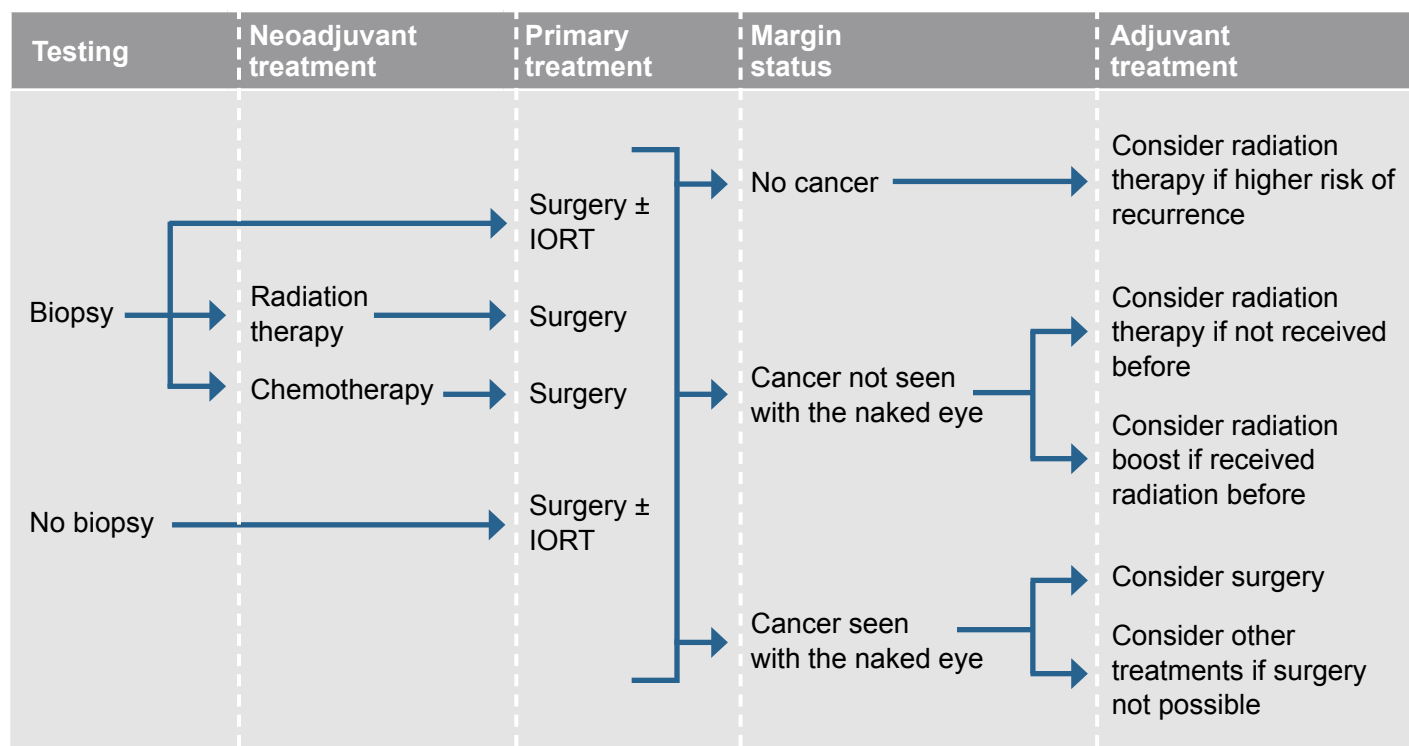 Testing
Neoadjuvant
treatment
Primary
treatment
Margin
status
Adjuvant
treatment
Biopsy
No biopsy
Radiation
therapy
Chemotherapy
Surgery ±
IORT
Surgery
Surgery
Surgery ±
IORT
No cancer
Cancer not seen
with the naked eye
Cancer seen
with the naked eye
Consider radiation
therapy if higher risk of
recurrence
Consider radiation
therapy if not received
before
Consider radiation
boost if received
radiation before
Consider surgery
Consider other
treatments if surgery
not possible